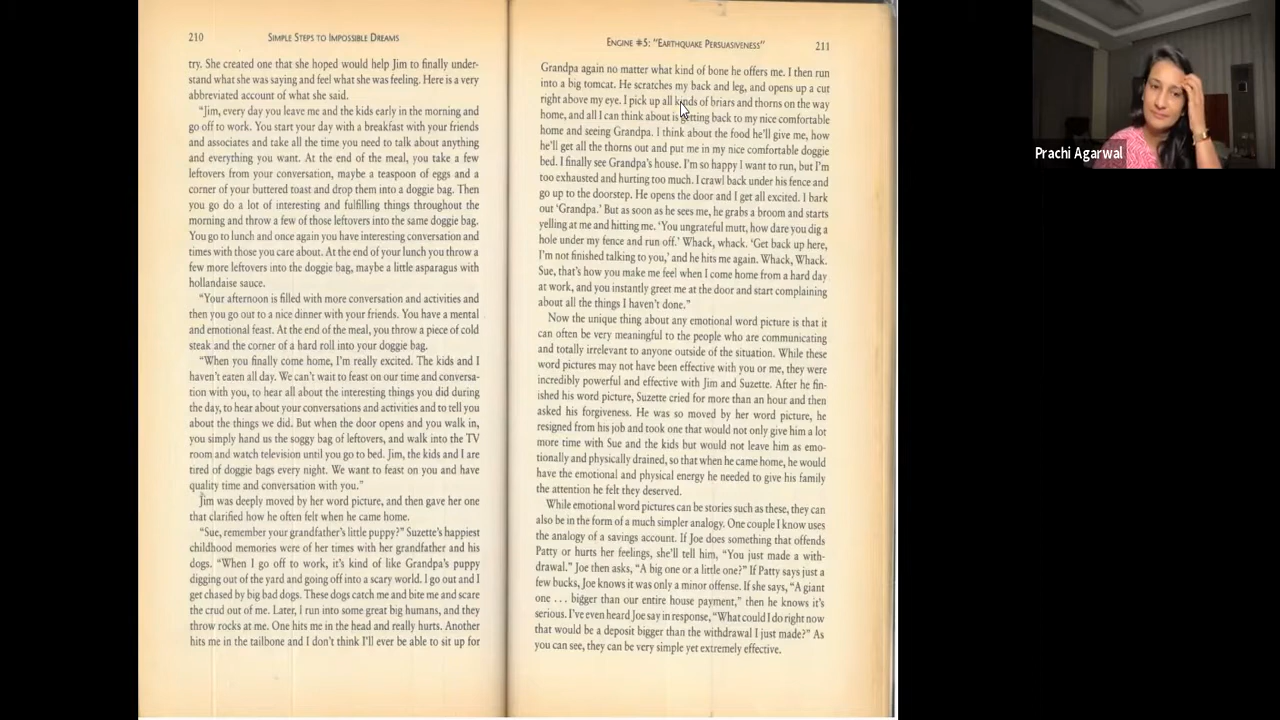 210
SIMPLE STEPS TO IMPOSSIBLE DREAMS
try. She created one that she hoped would help Jim to finally under-
stand what she was saying and feel what she was feeling. Here is a very
abbreviated account of what she said.
"Jim, every day you leave me and the kids early in the morning and
go off to work. You start your day with a breakfast with your friends
and associates and take all the time you need to talk about anything
and everything you want. At the end of the meal, you take a few
leftovers from your conversation, maybe a teaspoon of eggs and a
corner of your buttered toast and drop them into a doggie bag. Then
you go do a lot of interesting and fulfilling things throughout the
morning and throw a few of those leftovers into the same doggie bag.
You go to lunch and once again you have interesting conversation and
times with those you care about. At the end of your lunch you throw a
few more leftovers into the doggie bag, maybe a little asparagus with
hollandaise sauce.
"Your afternoon is filled with more conversation and activities and
then you go out to a nice dinner with your friends. You have a mental
and emotional feast. At the end of the meal, you throw a piece of cold
steak and the corner of a hard roll into your doggie bag.
"When you finally come home, I'm really excited. The kids and I
haven't eaten all day. We can't wait to feast on our time and conversa-
tion with you, to hear all about the interesting things you did during
the day, to hear about your conversations and activities and to tell you
about the things we did. But when the door opens and you walk in,
you simply hand us the soggy bag of leftovers, and walk into the TV
room and watch television until you go to bed. Jim, the kids and I are
tired of doggie bags every night. We want to feast on you and have
quality time and conversation with you."
Jim was deeply moved by her word picture, and then gave her one
that clarified how he often felt when he came home.
"Sue, remember your grandfather's little puppy?" Suzette's happiest
childhood memories were of her times with her grandfather and his
dogs. "When I go off to work, it's kind of like Grandpa's puppy
digging out of the yard and going off into a scary world. I go out and I
get chased by big bad dogs. These dogs catch me and bite me and scare
the crud out of me. Later, I run into some great big humans, and they
throw rocks at me. One hits me in the head and really hurts. Another
hits me in the tailbone and I don't think I'll ever be able to sit up for
ENGINE #5: "EARTHQUAKE PERSUASIVENESS"
211
Grandpa again no matter what kind of bone he offers me. I then run
into a big tomcat. He scratches my back and leg, and opens up a cut
right above my eye. I pick up all kinds of briars and thorns on the way
home, and all I can think about is getting back to my nice comfortable
home and seeing Grandpa. I think about the food he'll give me, how
he'll get all the thorns out and put me in my nice comfortable doggie
bed. I finally see Grandpa's house. I'm so happy I want to run, but I'm
too exhausted and hurting too much. I crawl back under his fence and
go up to the doorstep. He opens the door and I get all excited. I bark
out 'Grandpa.' But as soon as he sees me, he grabs a broom and starts
yelling at me and hitting me. 'You ungrateful mutt, how dare you dig a
hole under my fence and run off.' Whack, whack. 'Get back up here,
I'm not finished talking to you,' and he hits me again. Whack, Whack.
Sue, that's how you make me feel when I come home from a hard day
at work, and you instantly greet me at the door and start complaining
about all the things I haven't done."
Now the unique thing about any emotional word picture is that it
can often be very meaningful to the people who are communicating
and totally irrelevant to anyone outside of the situation. While these
word pictures may not have been effective with you or me, they were
incredibly powerful and effective with Jim and Suzette. After he fin-
ished his word picture, Suzette cried for more than an hour and then
asked his forgiveness. He was so moved by her word picture, he
resigned from his job and took one that would not only give him a lot
more time with Sue and the kids but would not leave him as emo-
tionally and physically drained, so that when he came home, he would
have the emotional and physical energy he needed to give his family
the attention he felt they deserved.
While emotional word pictures can be stories such as these, they can
also be in the form of a much simpler analogy. One couple I know uses
the analogy of a savings account. If Joe does something that offends
Patty or hurts her feelings, she'll tell him, "You just made a with-
drawal." Joe then asks, "A big one or a little one?" If Patty says just a
few bucks, Joe knows it was only a minor offense. If she says, "A giant
one . . . bigger than our entire house payment," then he knows it's
serious. I've even heard Joe say in response, "What could I do right now
that would be a deposit bigger than the withdrawal I just made?" As
you can see, they can be very simple yet extremely effective.
Prachi Agarwal